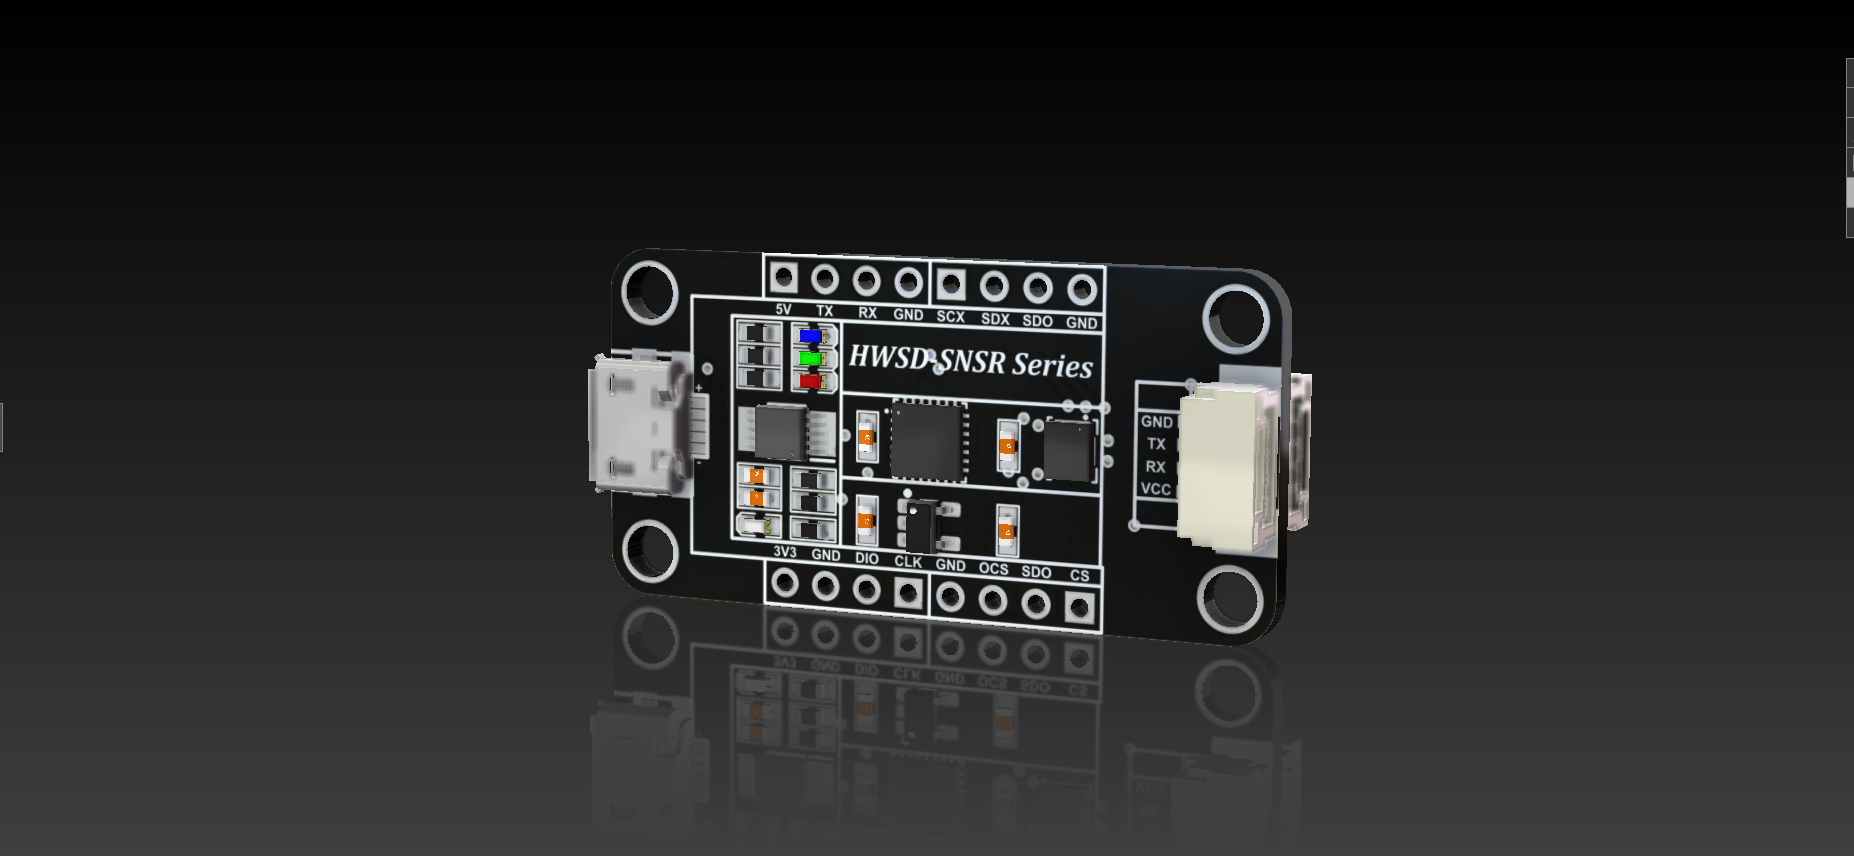 5V TX RX GND SCX SDX SDO GND
HWSD-SNSR Series
GND
TX
RX
VCC
3V3 GND DIO CLK GND OCS SDO CS